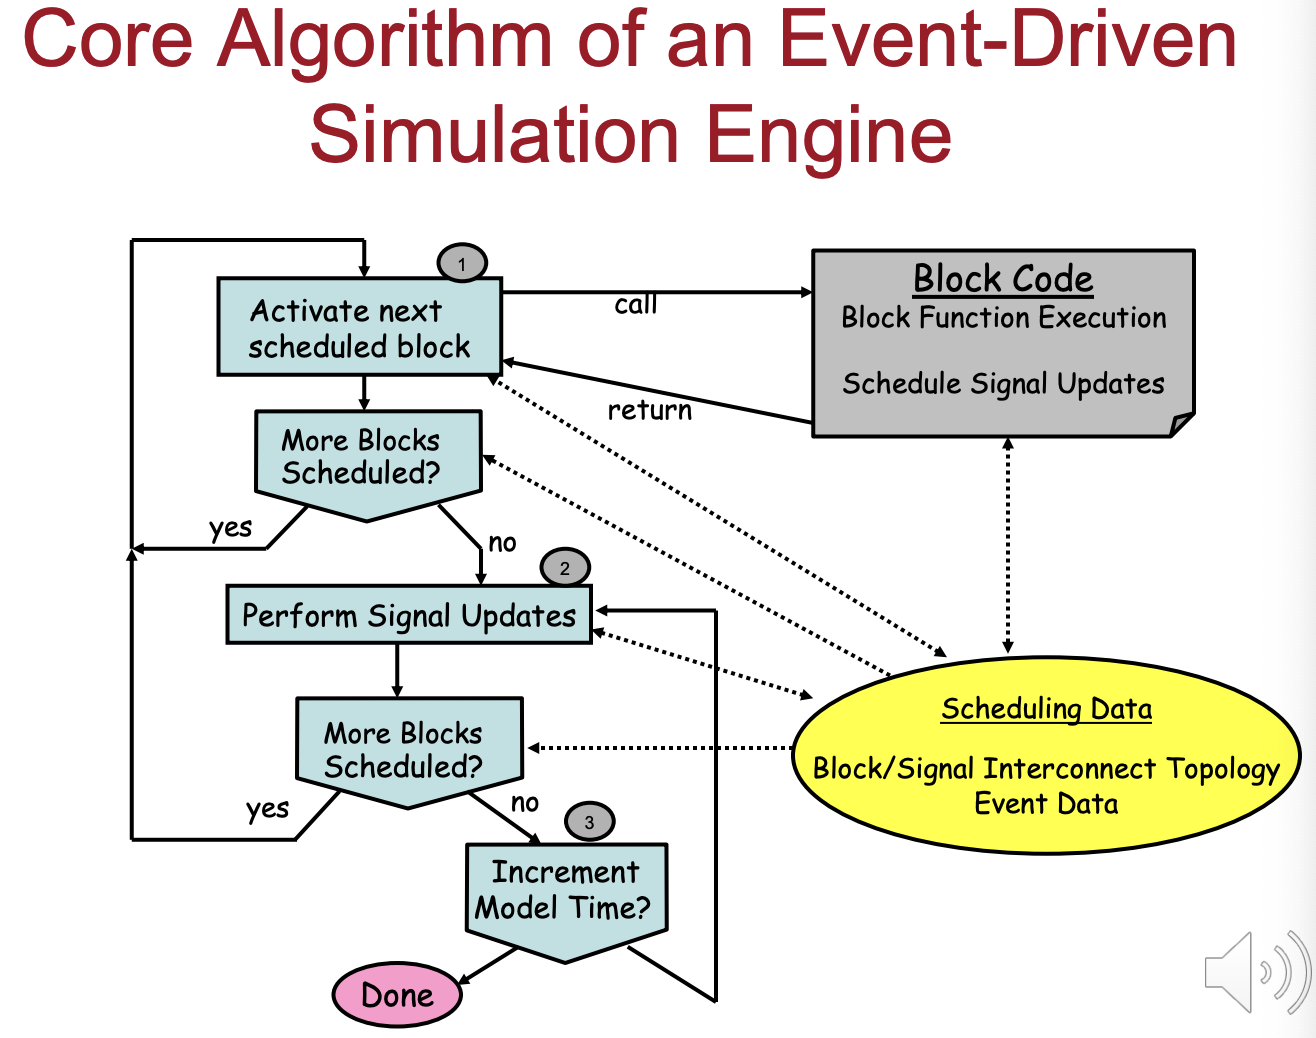 Core Algorithm of an Event-Driven
Simulation Engine
1
Activate next
scheduled block
call
return
Block Code
Block Function Execution
Schedule Signal Updates
More Blocks
Scheduled?
yes
no
2
Perform Signal Updates
More Blocks
Scheduled?
yes
no
3
Increment
Model Time?
Done
Scheduling Data
Block/Signal Interconnect Topology
Event Data